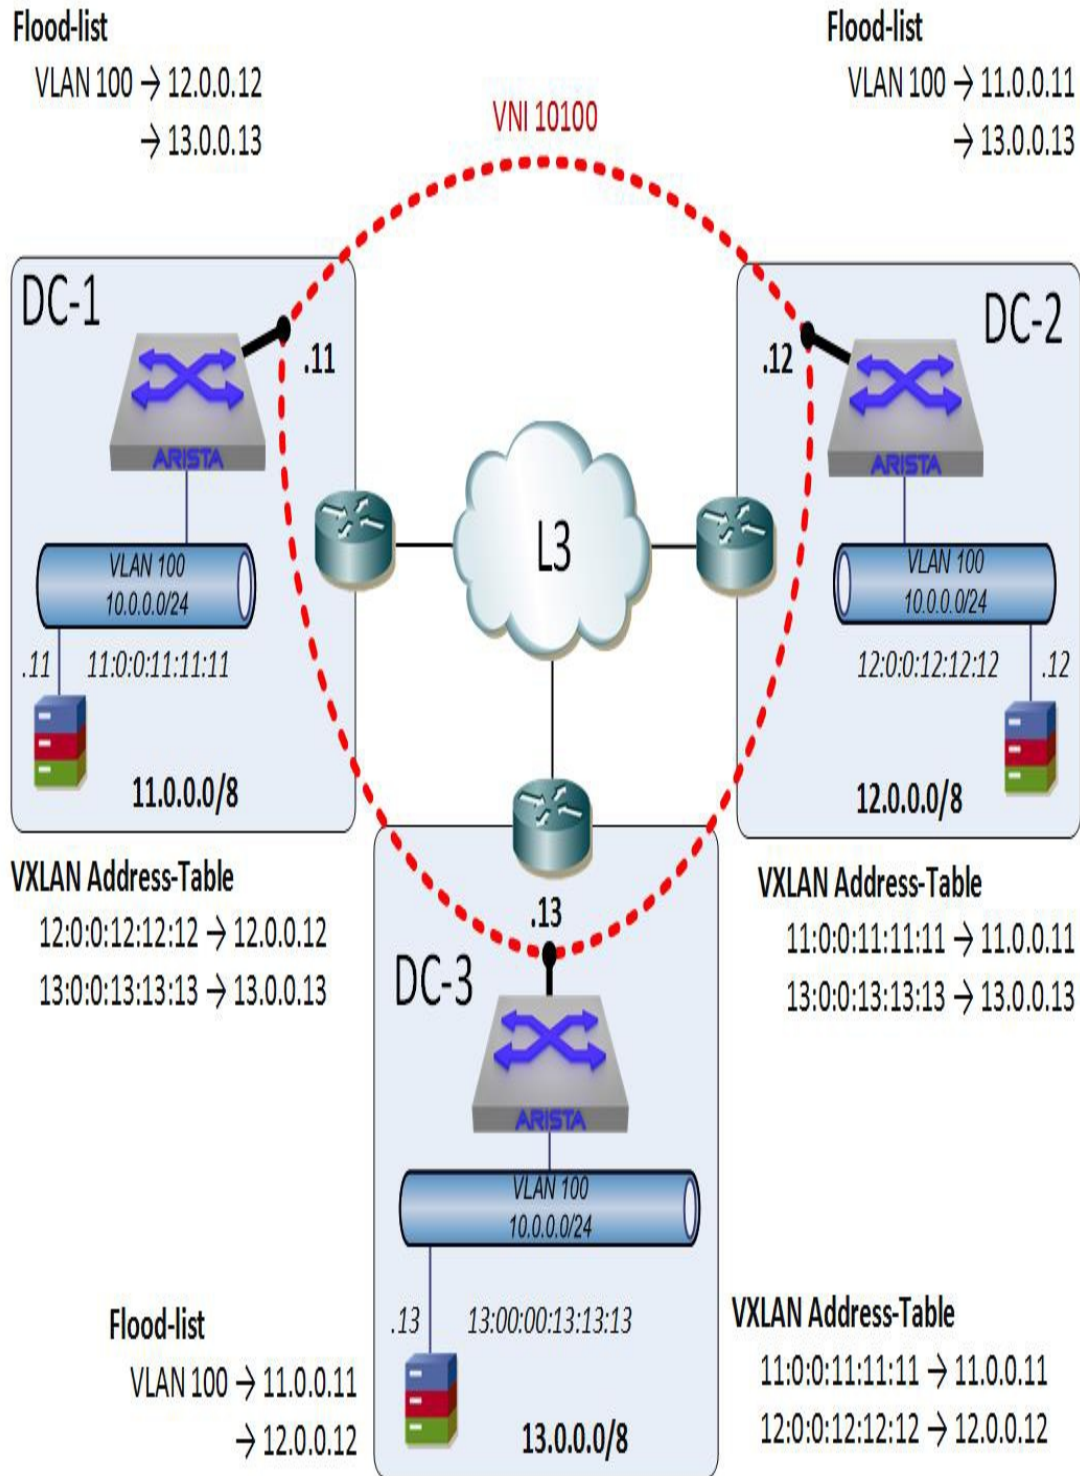 Flood-list
VLAN 100 → 12.0.0.12
→ 13.0.0.13
Flood-list
VLAN 100 → 11.0.0.11
→ 13.0.0.13
VNI 10100
DC-1
.11
ARISTA
VLAN 100
10.0.0.0/24
.11
11:0:0:11:11:11
11.0.0.0/8
DC-2
.12
ARISTA
VLAN 100
10.0.0.0/24
12:0:0:12:12:12
.12
12.0.0.0/8
L3
VXLAN Address-Table
12:0:0:12:12:12 → 12.0.0.12
13:0:0:13:13:13 → 13.0.0.13
VXLAN Address-Table
11:0:0:11:11:11 → 11.0.0.11
13:0:0:13:13:13 → 13.0.0.13
.13
DC-3
ARISTA
VLAN 100
10.0.0.0/24
.13
13:00:00:13:13:13
13.0.0.0/8
Flood-list
VLAN 100 → 11.0.0.11
→ 12.0.0.12
VXLAN Address-Table
11:0:0:11:11:11 → 11.0.0.11
12:0:0:12:12:12 → 12.0.0.12